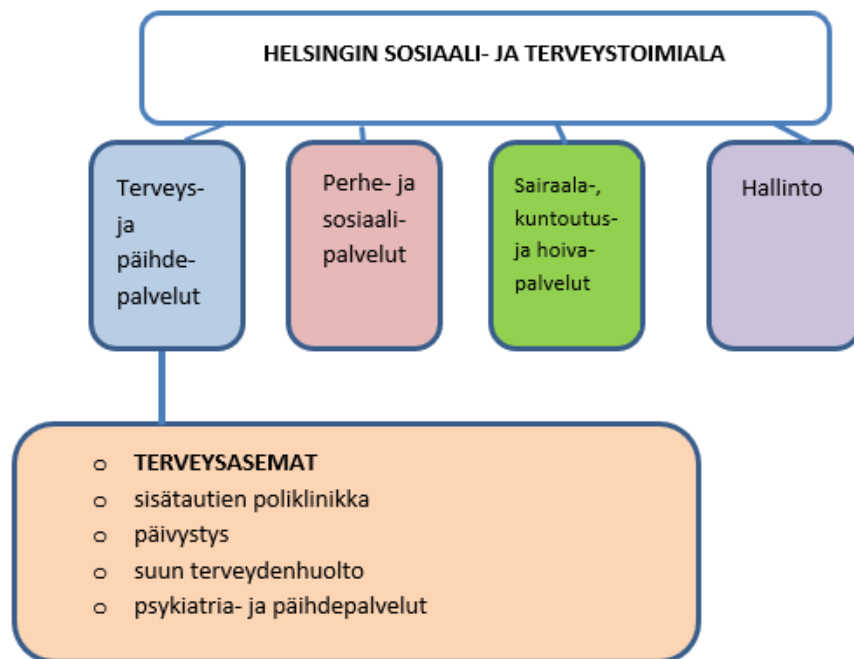 HELSINGIN SOSIAALI- JA TERVEYSTOIMIALA
Terveys-
ja
päihde-
palvelut
Perhe- ja
sosiaali-
palvelut
Sairaala-,
kuntoutus-
ja hoiva-
palvelut
Hallinto
o TERVEYSASEMAT
o sisätautien poliklinikka
o päivystys
o suun terveydenhuolto
o psykiatria- ja päihdepalvelut